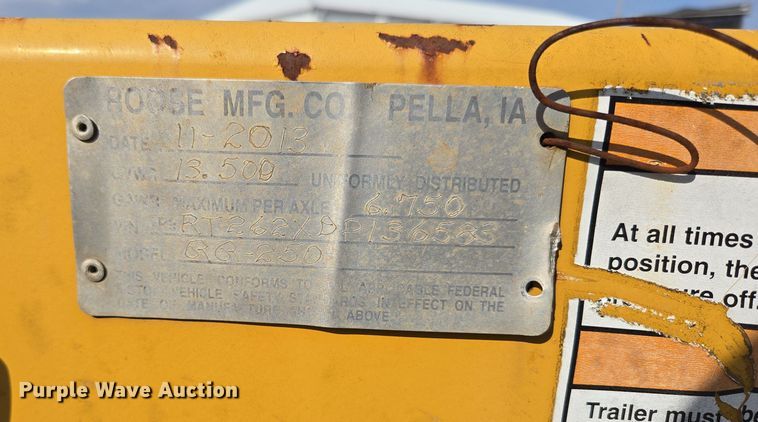 ROOSE MFG. CO PELLA, IA
DATE 11-2013
GVWR 13.500 UNIFORMLY DISTRIBUTED
GAWR MAXIMUM PER AXLE 6.750
VIN
MODEL
THIS VEHICLE CONFORMS TO ALL APPLICABLE FEDERAL
MOTOR VEHICLE SAFETY STANDARDS IN EFFECT ON THE
DATE OF MANUFACTURE SHOWN ABOVE
At all times
position, the
off,
Trailer must be
Purple Wave Auction